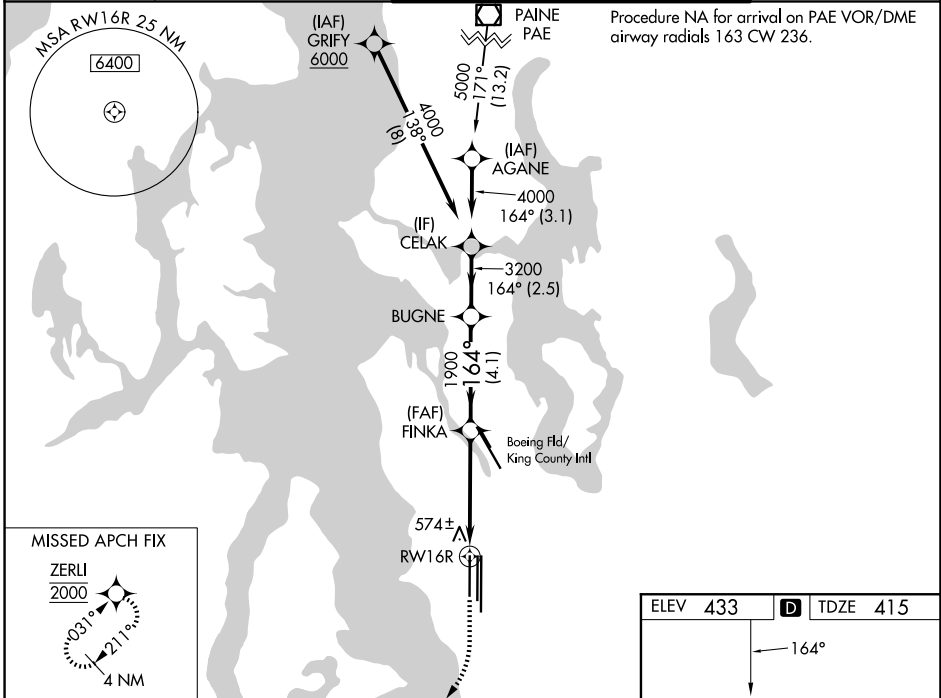 MSA RW16R 25 NM
6400
(IAF)
GRIFY
6000
PAINE
PAE
Procedure NA for arrival on PAE VOR/DME
airway radials 163 CW 236.
5000
171°
(13.2)
4000
138°
(8)
(IAF)
AGANE
4000
164° (3.1)
(IF)
CELAK
3200
164° (2.5)
BUGNE
1900
164°
(4.1)
(FAF)
FINKA
Boeing Fld/
King County Intl
574±
RW16R
MISSED APCH FIX
ZERLI
2000
031°
211°
4 NM
ELEV 433 D TDZE 415
164°